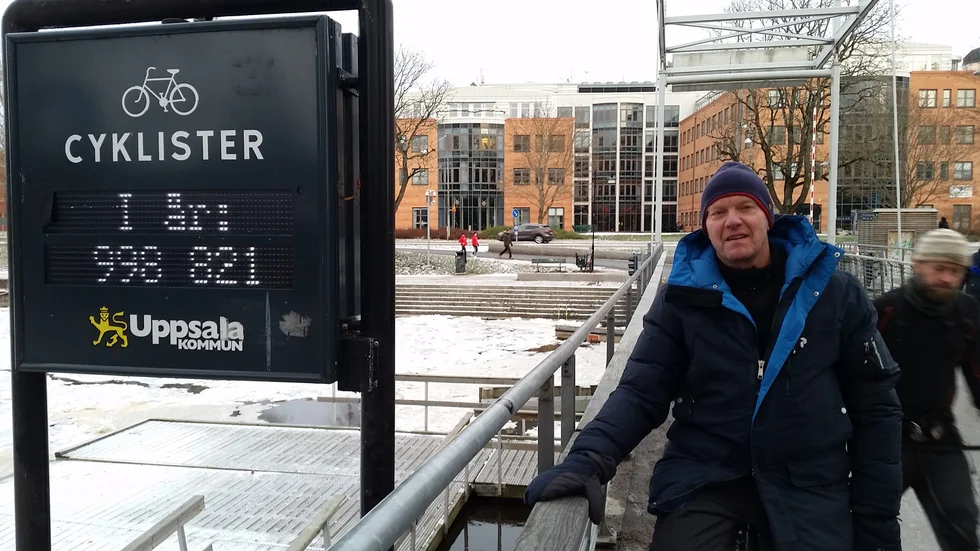 CYKLISTER
I år:
998 821
Uppsala
KOMMUN